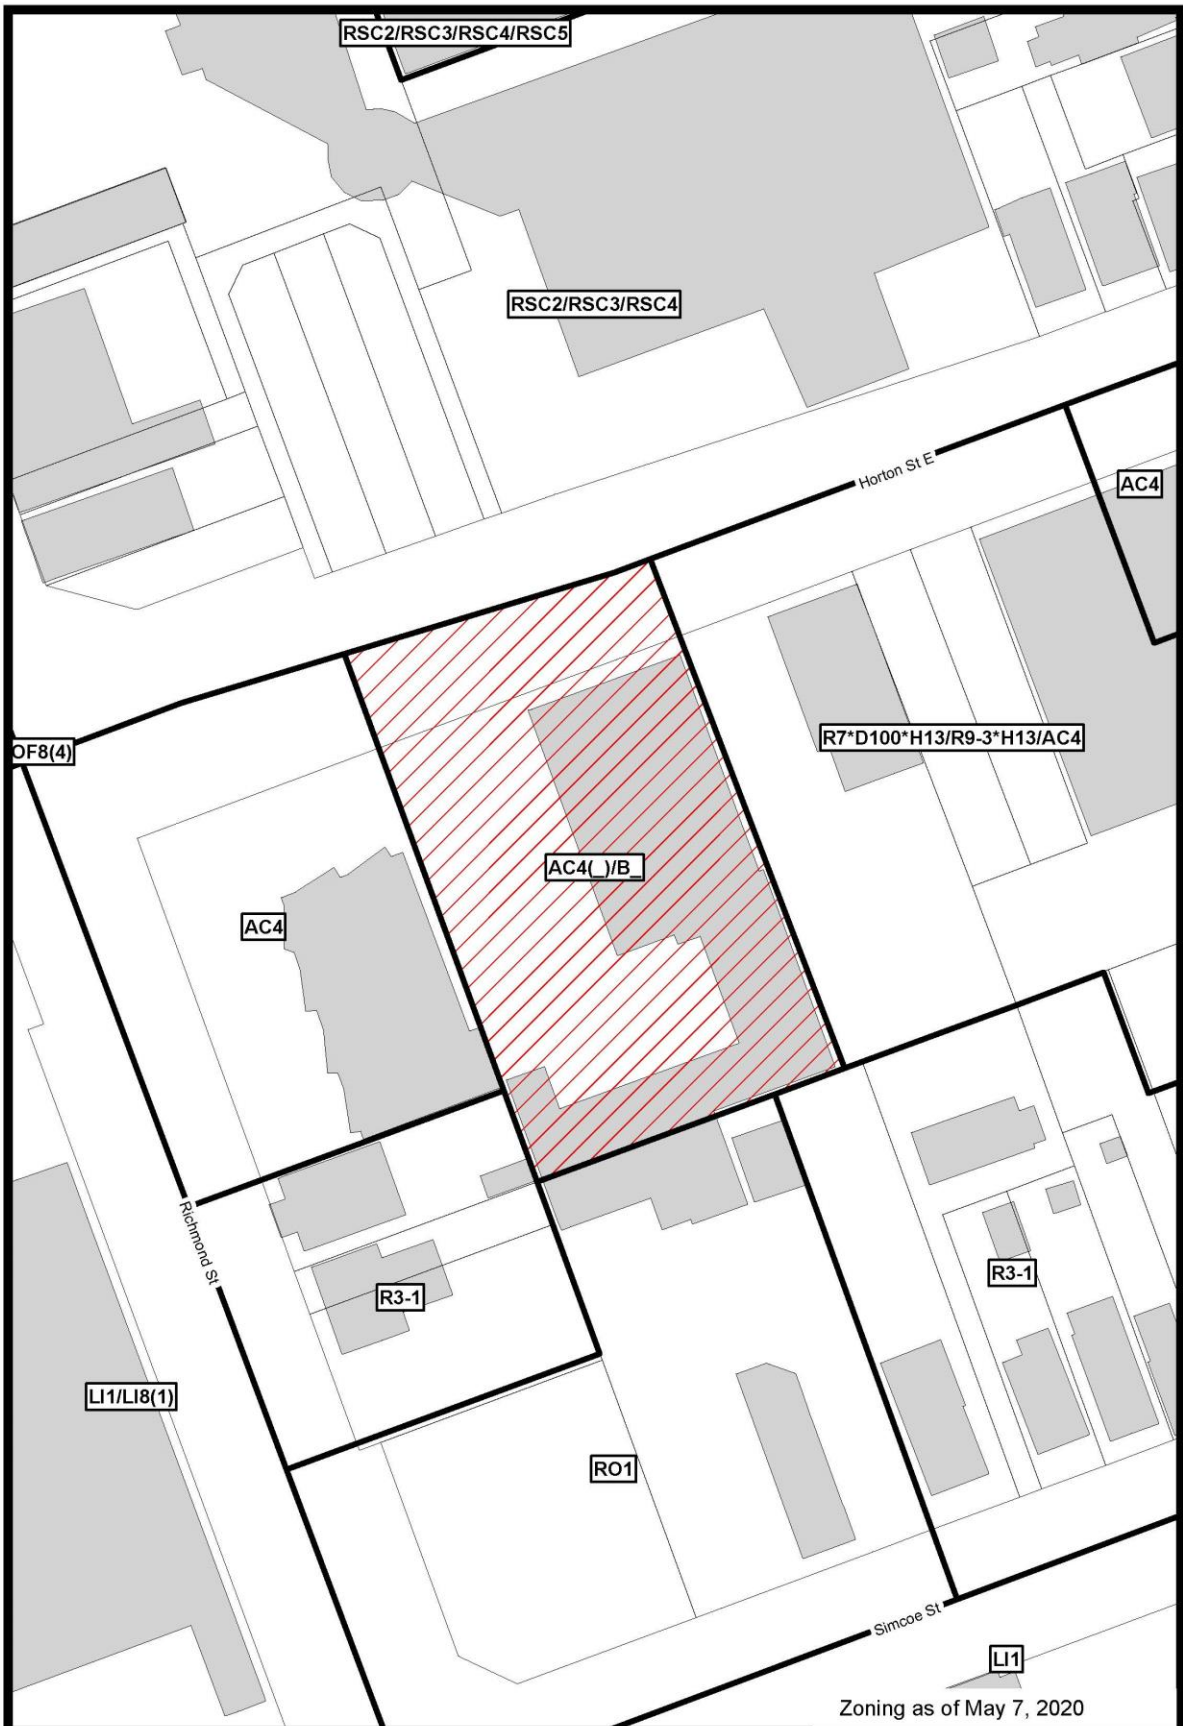 RSC2/RSC3/RSC4/RSC5
RSC2/RSC3/RSC4
Horton St E
AC4
OF8(4)
R7*D100*H13/R9-3*H13/AC4
AC4(_)/B_
AC4
Richmond St
R3-1
R3-1
LI1/LI8(1)
RO1
Simcoe St
LI1
Zoning as of May 7, 2020